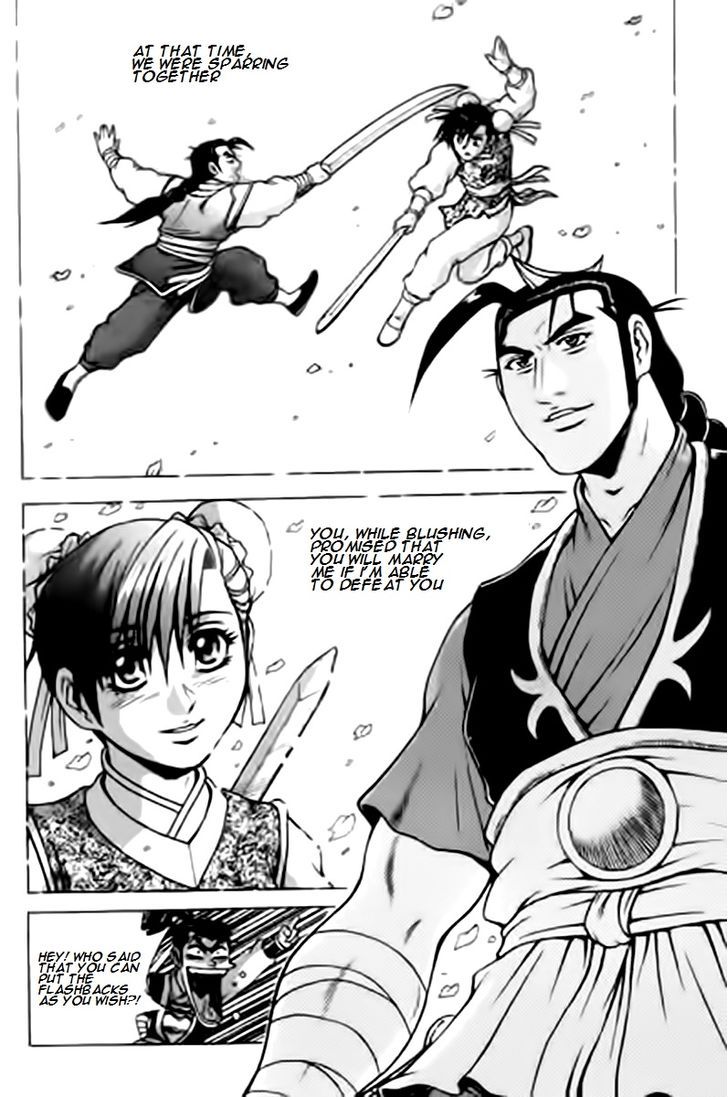 AT THAT TIME,
WE WERE SPARRING
TOGETHER
YOU, WHILE BLUSHING,
PROMISED THAT
YOU WILL MARRY
ME IF I'M ABLE
TO DEFEAT YOU
HEY! WHO SAID
THAT YOU CAN
PUT THE
FLASHBACKS
AS YOU WISH?!